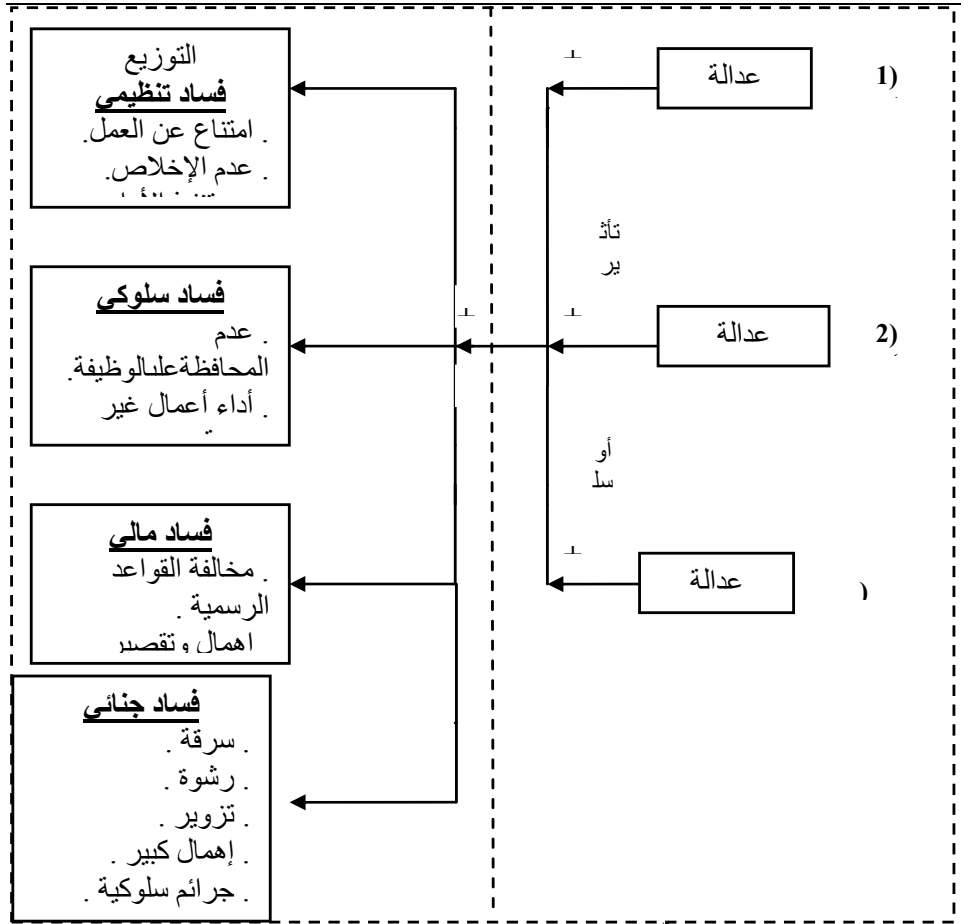 1)
عدالة
2)
عدالة
)
عدالة
تأث
ير
أو
سلـ
التوزيع
فساد تنظيمي
. امتناع عن العمل.
. عدم الإخلاص.
فساد سلوكي
. عدم
المحافظةعلىالوظيفة.
. أداء أعمال غير
فساد مالي
. مخالفة القواعد
الرسمية .
اهمال وتقصير
فساد جنائي
. سرقة .
. رشوة .
. تزوير .
. إهمال كبير .
. جرائم سلوكية .